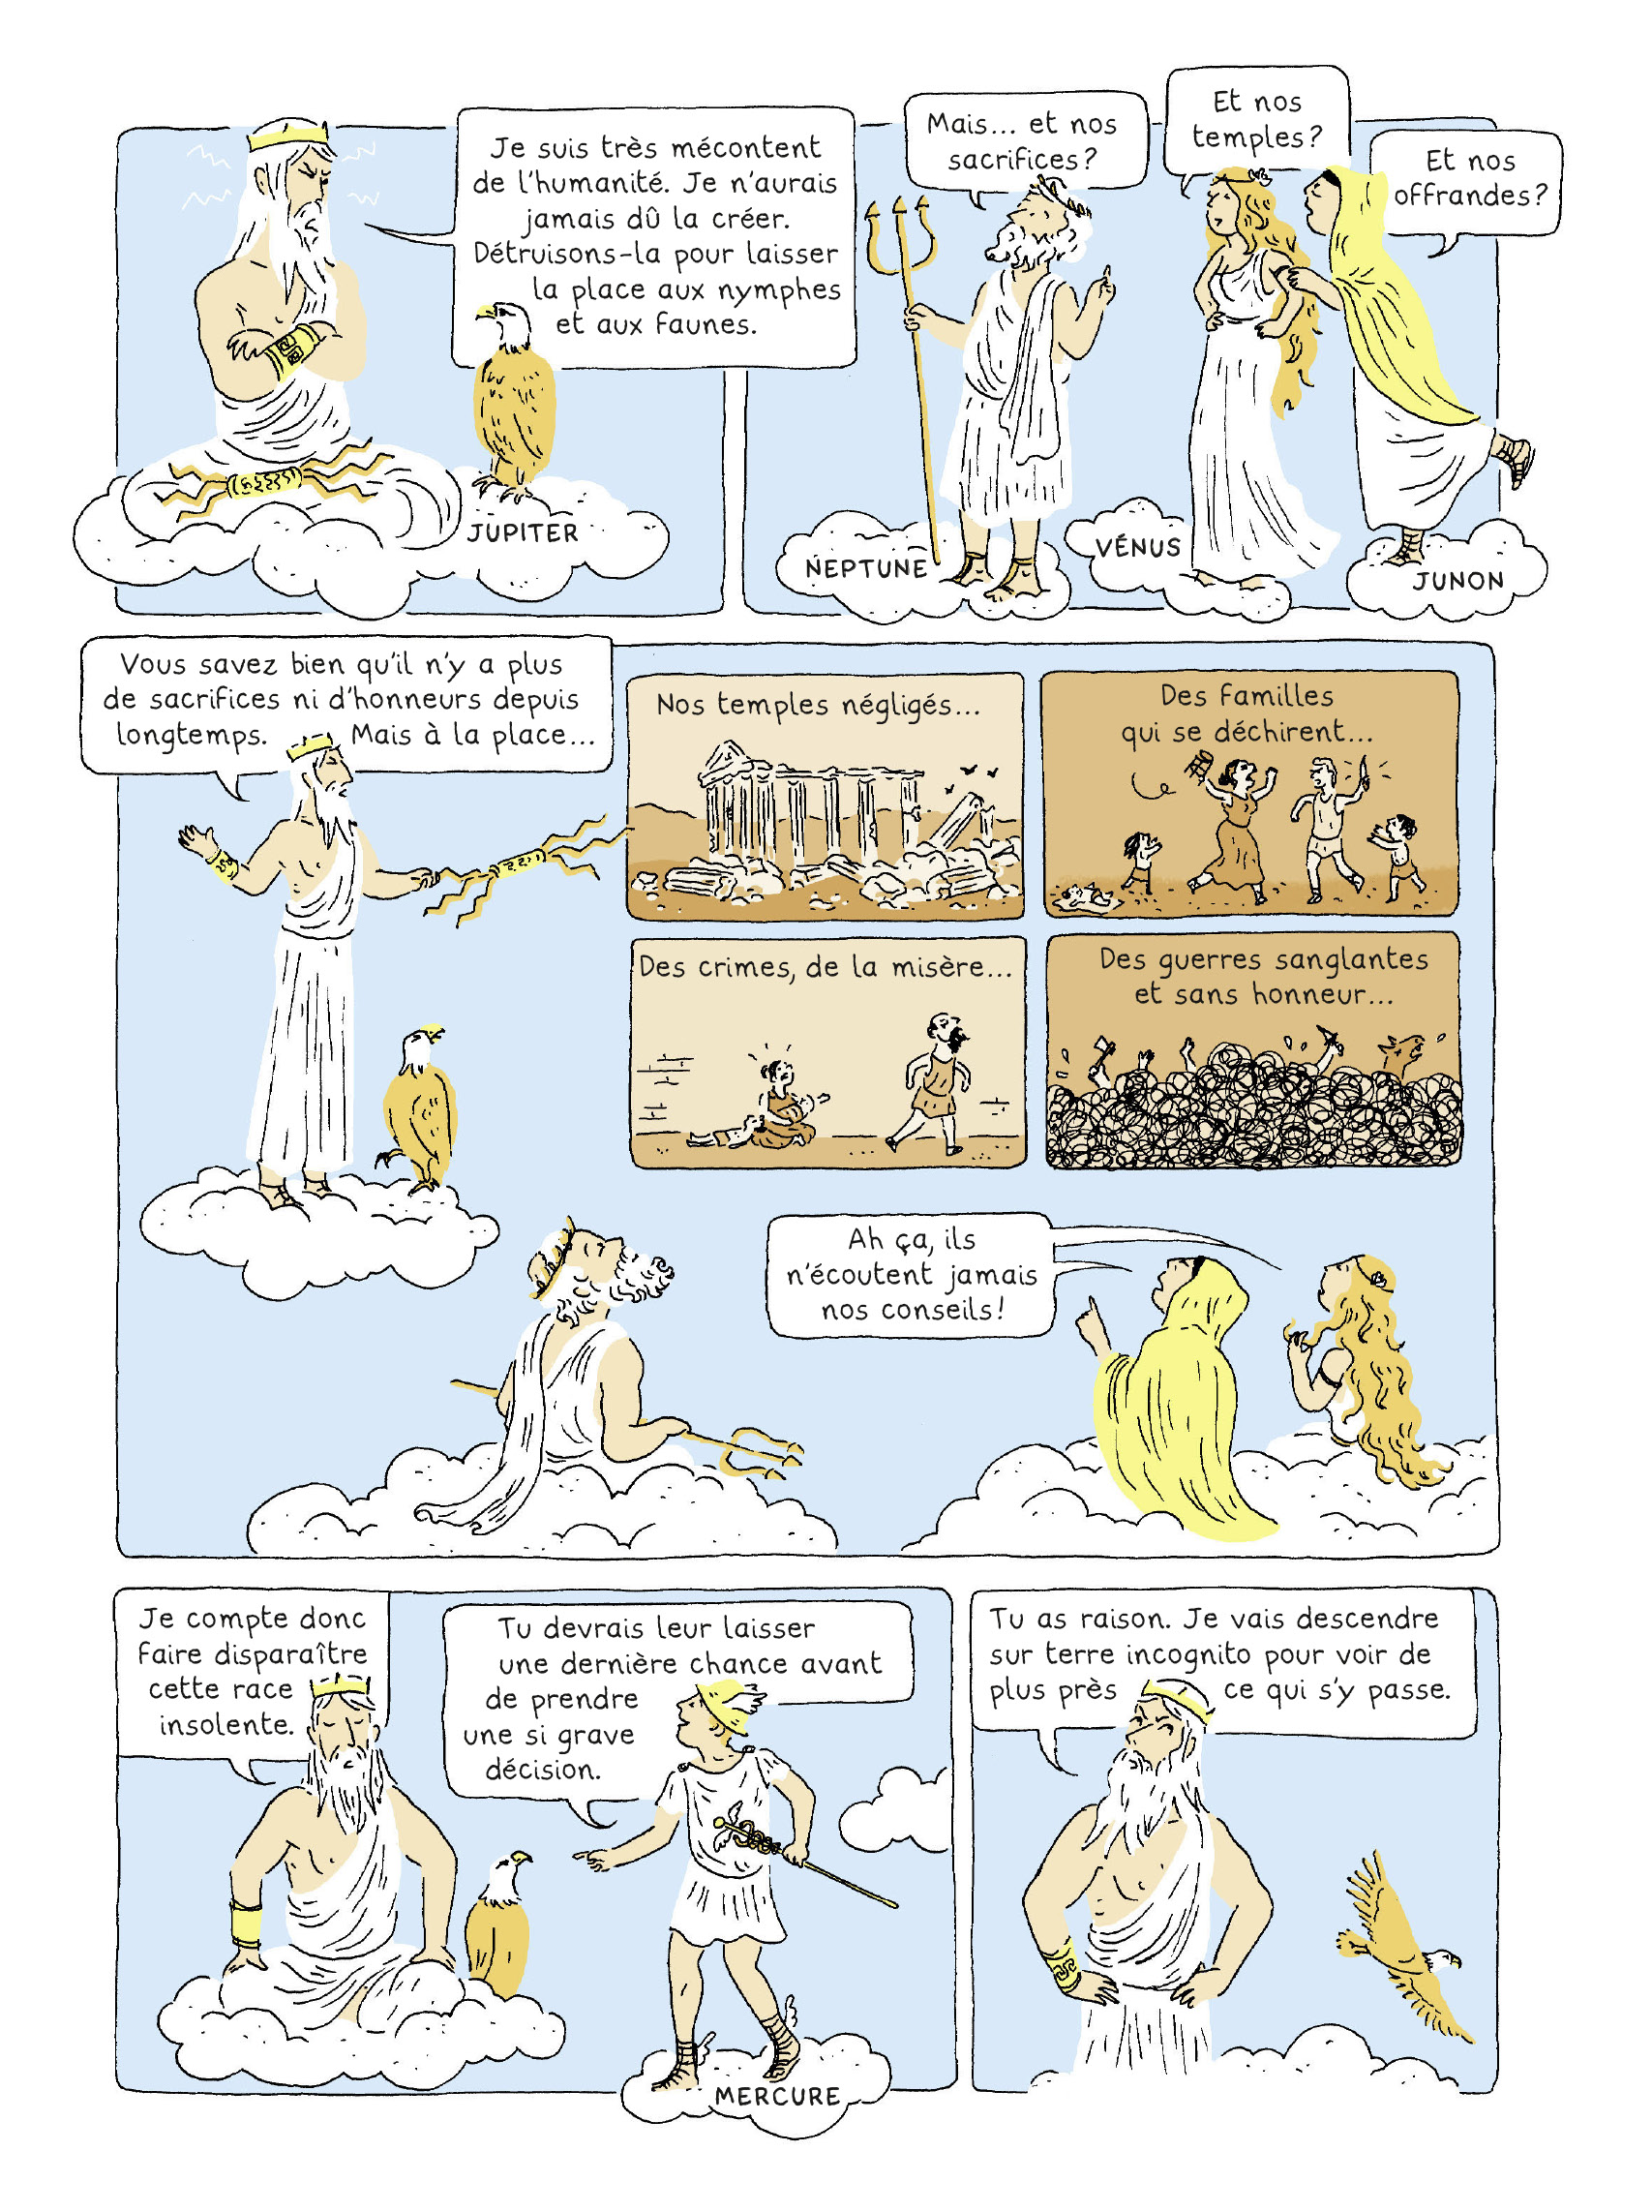 Je suis très mécontent
de l'humanité. Je n'aurais
jamais dû la créer.
Détruisons-la pour laisser
la place aux nymphes
et aux faunes.
JUPITER
Mais... et nos
sacrifices ?
Et nos
temples ?
Et nos
offrandes ?
NEPTUNE
VÉNUS
JUNON
Vous savez bien qu'il n'y a plus
de sacrifices ni d'honneurs depuis
longtemps. Mais à la place...
Nos temples négligés...
Des familles
qui se déchirent...
Des crimes, de la misère...
Des guerres sanglantes
et sans honneur...
Ah ça, ils
n'écoutent jamais
nos conseils !
Je compte donc
faire disparaître
cette race
insolente.
Tu devrais leur laisser
une dernière chance avant
de prendre
une si grave
décision.
MERCURE
Tu as raison. Je vais descendre
sur terre incognito pour voir de
plus près ce qui s'y passe.